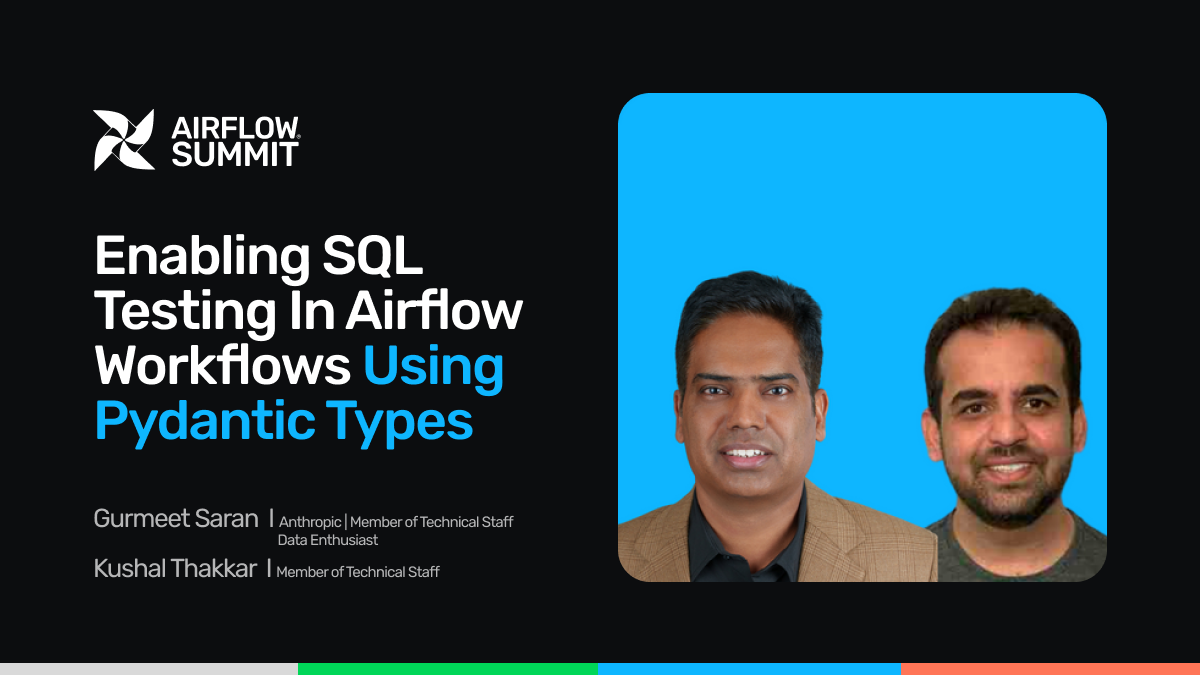 AIRFLOW
SUMMIT
Enabling SQL
Testing In Airflow
Workflows Using
Pydantic Types
Gurmeet Saran | Anthropic | Member of Technical Staff
Data Enthusiast
Kushal Thakkar | Member of Technical Staff